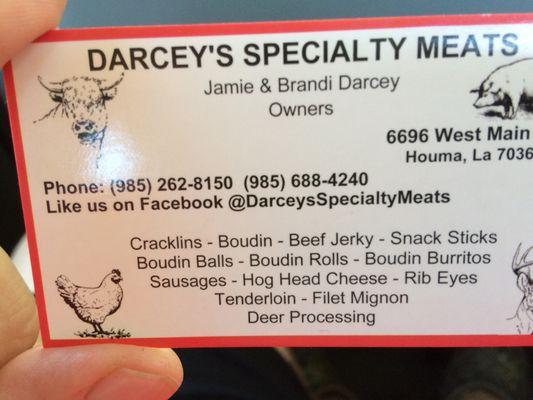 DARCEY'S SPECIALTY MEATS
Jamie & Brandi Darcey
Owners
6696 West Main
Houma, La 7036
Phone: (985) 262-8150 (985) 688-4240
Like us on Facebook @DarceysSpecialtyMeats
Cracklins - Boudin - Beef Jerky - Snack Sticks
Boudin Balls - Boudin Rolls - Boudin Burritos
Sausages - Hog Head Cheese - Rib Eyes
Tenderloin - Filet Mignon
Deer Processing